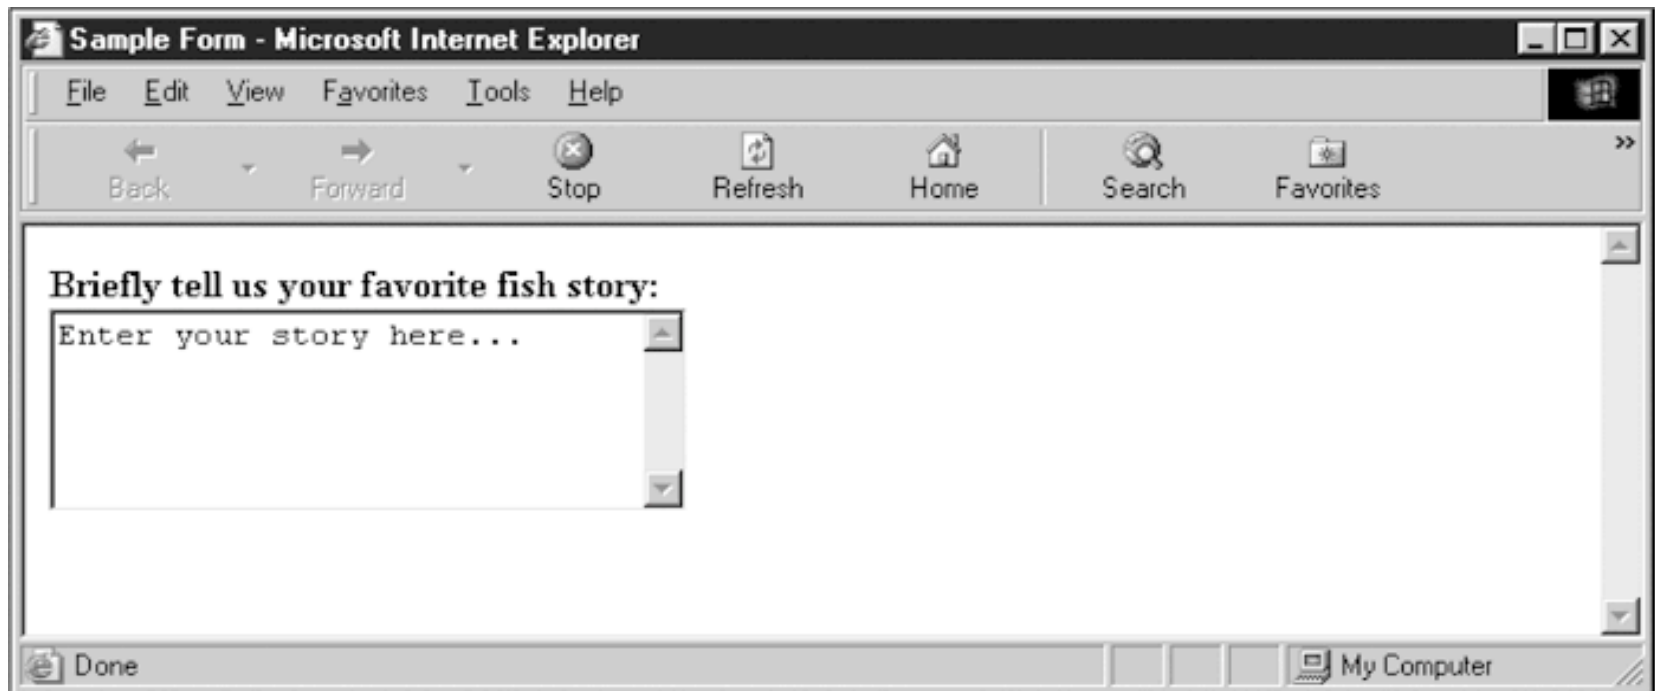 Sample Form - Microsoft Internet Explorer
File Edit View Favorites Tools Help
Back Forward Stop Refresh Home Search Favorites »
Briefly tell us your favorite fish story:
Enter your story here...
Done My Computer